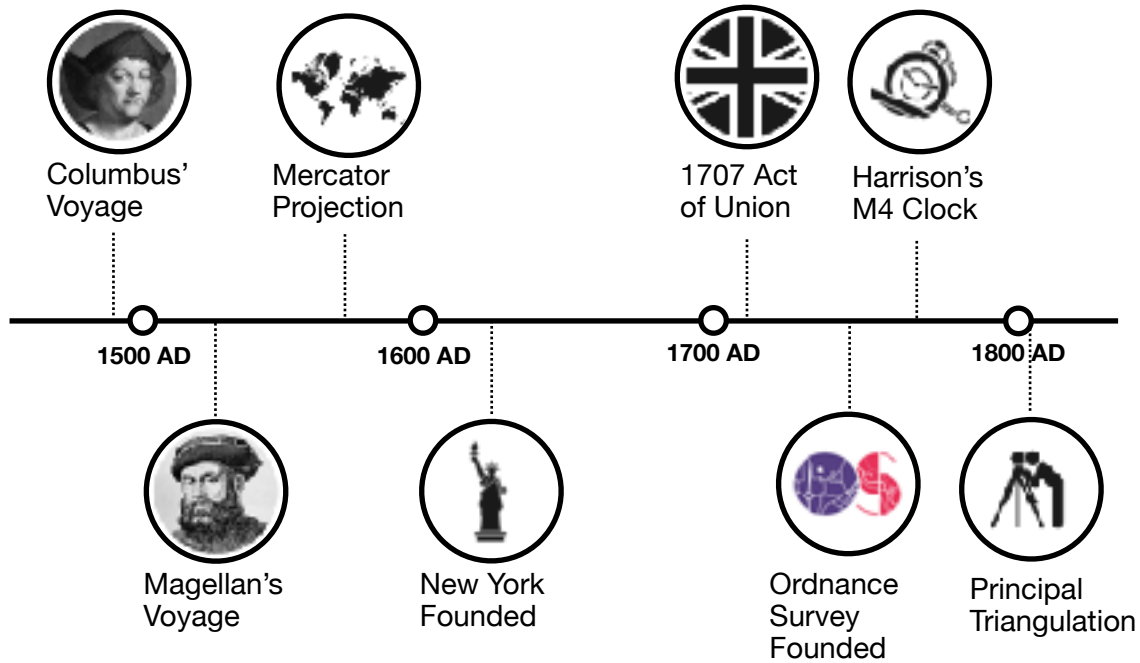 Columbus’
Voyage
Mercator
Projection
1707 Act
of Union
Harrison’s
M4 Clock
1500 AD
1600 AD
1700 AD
1800 AD
Magellan’s
Voyage
New York
Founded
Ordnance
Survey
Founded
Principal
Triangulation
OS